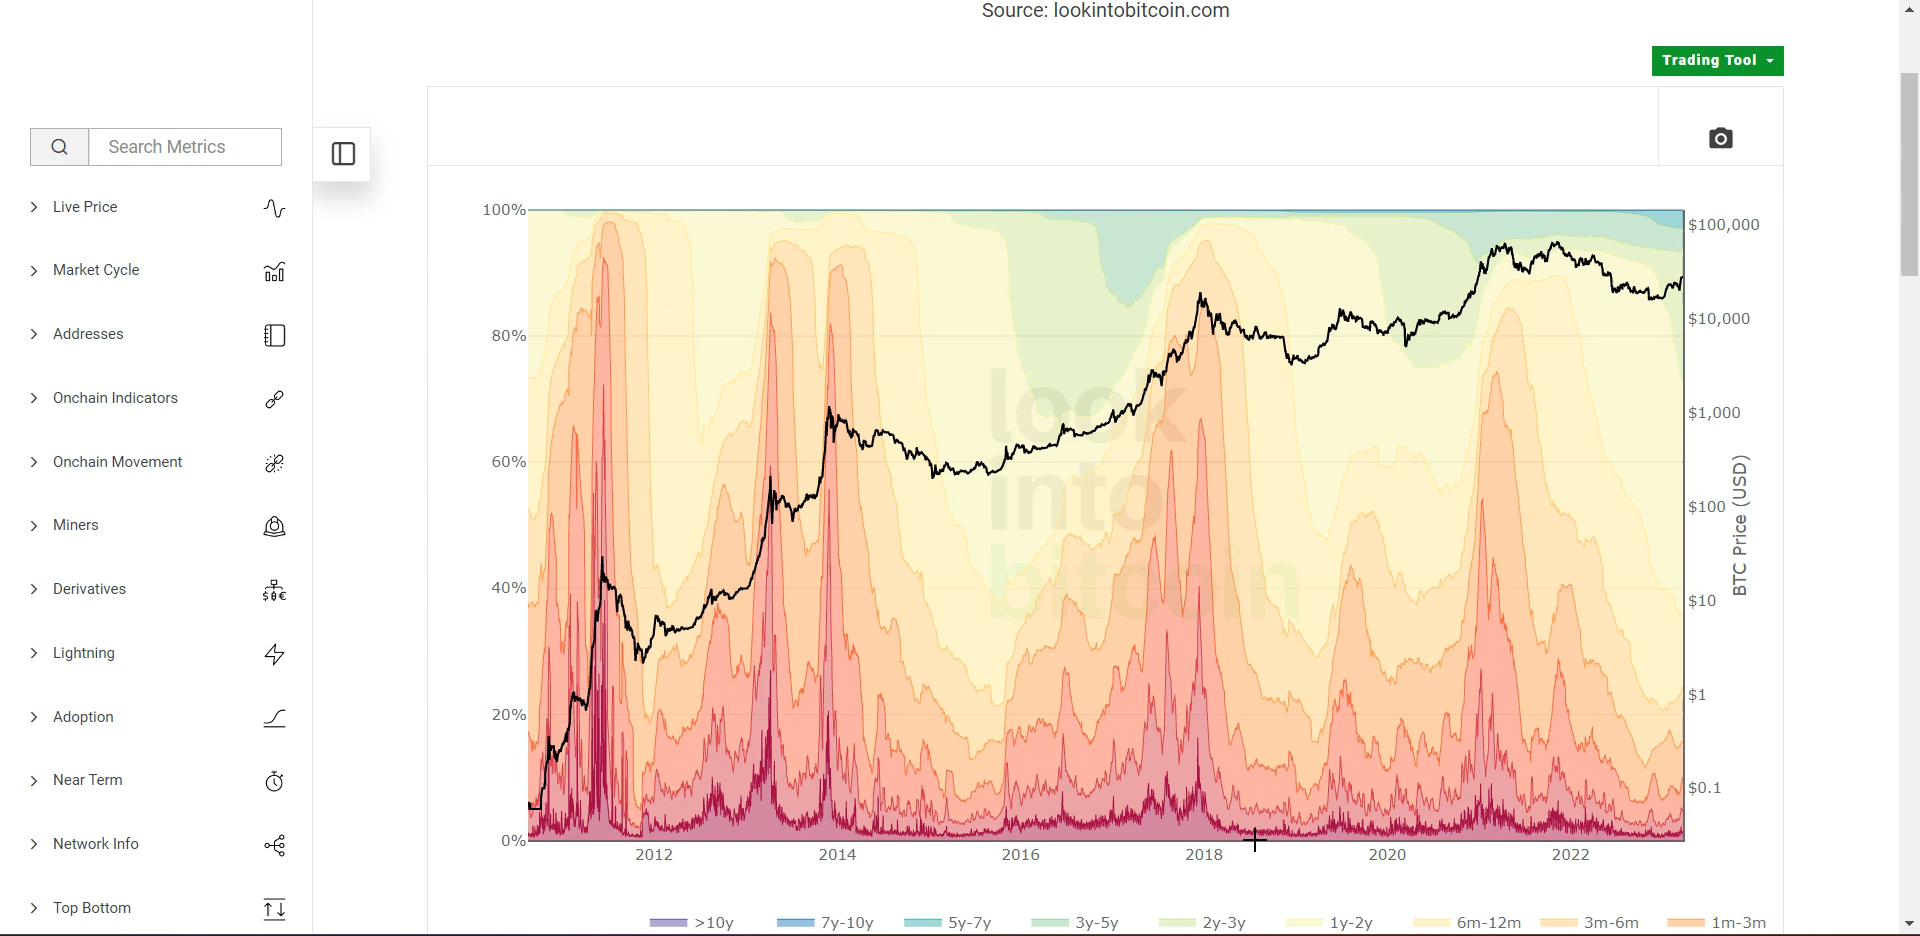 Source: lookintobitcoin.com
Trading Tool
Search Metrics
Live Price
Market Cycle
Addresses
Onchain Indicators
Onchain Movement
Miners
Derivatives
Lightning
Adoption
Near Term
Network Info
Top Bottom
100%
80%
60%
40%
20%
0%
look
into
bitcoin
$100,000
$10,000
$1,000
$100
$10
$1
$0.1
BTC Price (USD)
2012 2014 2016 2018 2020 2022
>10y 7y-10y 5y-7y 3y-5y 2y-3y 1y-2y 6m-12m 3m-6m 1m-3m